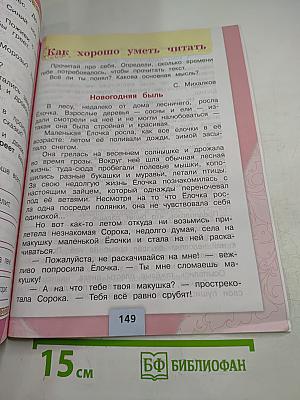 Как хорошо уметь читать
Прочитай про себя. Определи, сколько времени
тебе потребовалось, чтобы прочитать текст.
Всё ли ты понял? Какова основная мысль?
С. Михалков
Новогодняя быль
В лесу, недалеко от дома лесничего, росла
Ёлочка. Взрослые деревья — сосны и ели — из-
дали смотрели на неё и не могли налюбоваться —
такая она была стройная и красивая.
Маленькая Ёлочка росла, как все ёлочки в её
возрасте: летом её поливали дожди, зимой засы-
пало снегом.
Она грелась на весеннем солнышке и дрожала
во время грозы. Вокруг неё шла обычная лесная
жизнь: туда-сюда пробегали полевые мышки, копо-
шились разные букашки и муравьи, летали птицы.
За свою недолгую жизнь Ёлочка познакомилась с
настоящим зайцем, который однажды переночевал
под её ветвями. Несмотря на то что Ёлочка рос-
ла одна посреди полянки, она не чувствовала себя
одинокой...
Но вот как-то летом откуда ни возьмись при-
летела незнакомая Сорока, недолго думая, села на
макушку маленькой Ёлочки и стала на ней раска-
чиваться.
— Пожалуйста, не раскачивайся на мне! — веж-
ливо попросила Ёлочка. — Ты мне сломаешь ма-
кушку!
— А на что тебе твоя макушка? — прострекo-
тала Сорока. — Тебя всё равно срубят!
149
15 см
БФ БИБЛИОФАН